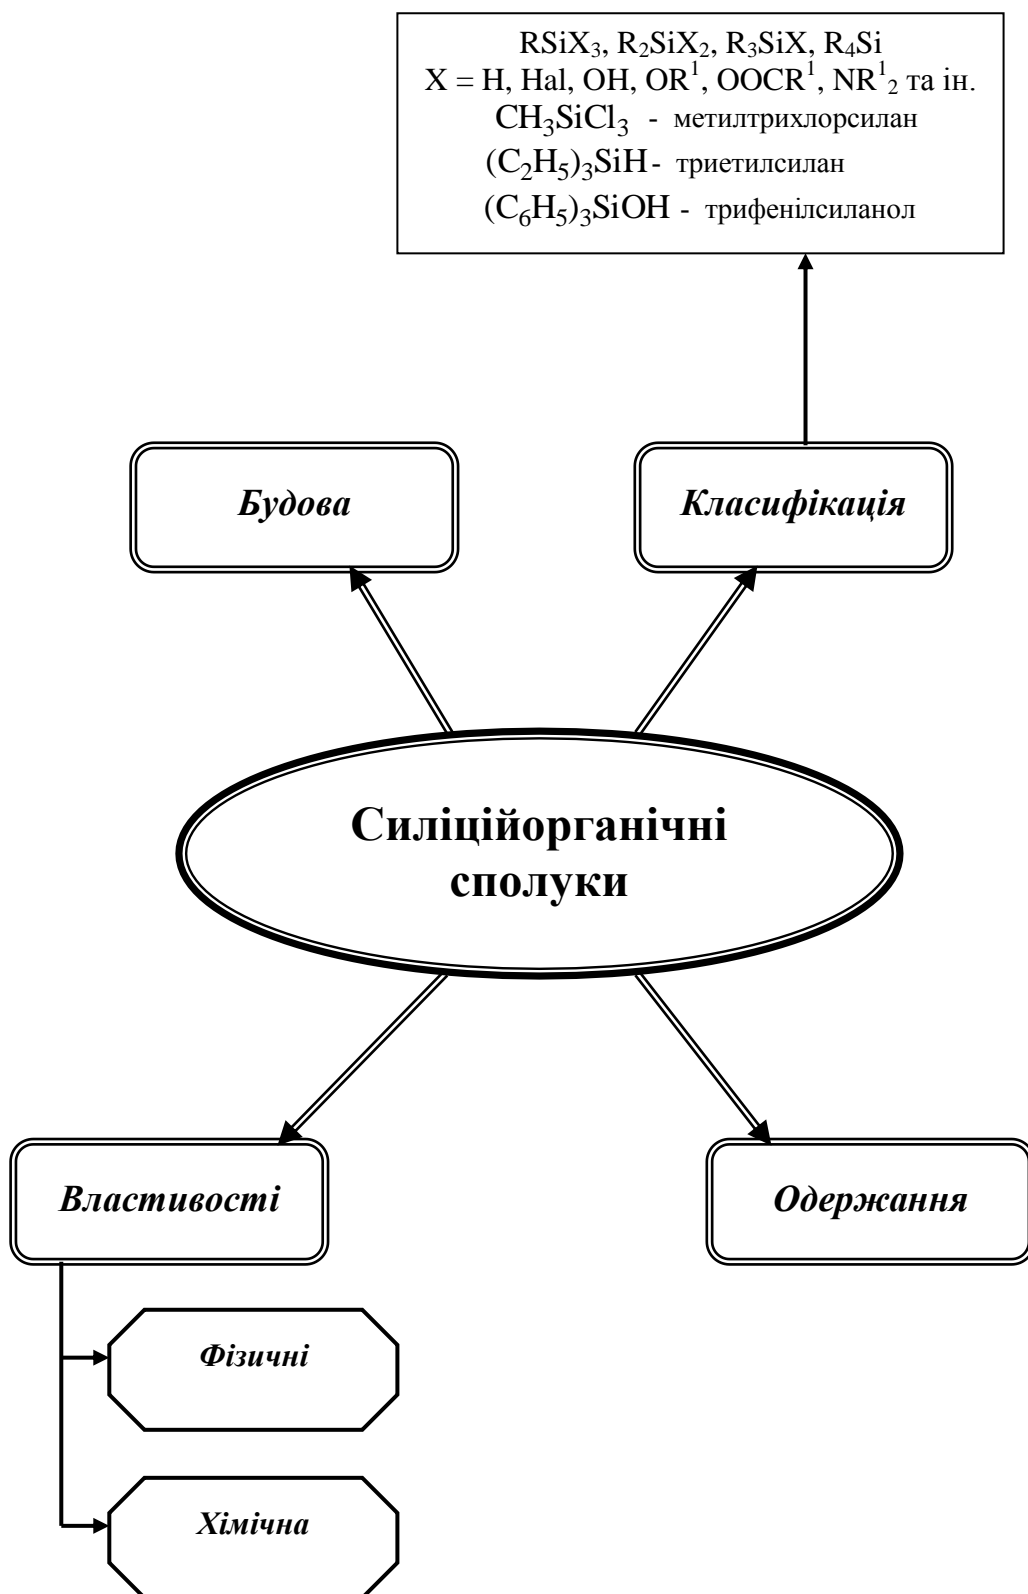 RSiX₃, R₂SiX₂, R₃SiX, R₄Si
X = H, Hal, OH, OR¹, OOCR¹, NR¹₂ та ін.
CH₃SiCl₃ - метилтрихлорсилан
(C₂H₅)₃SiH- триетилсилан
(C₆H₅)₃SiOH - трифенілсиланол
Будова
Класифікація
Силіційорганічні
сполуки
Властивості
Одержання
Фізичні
Хімічна